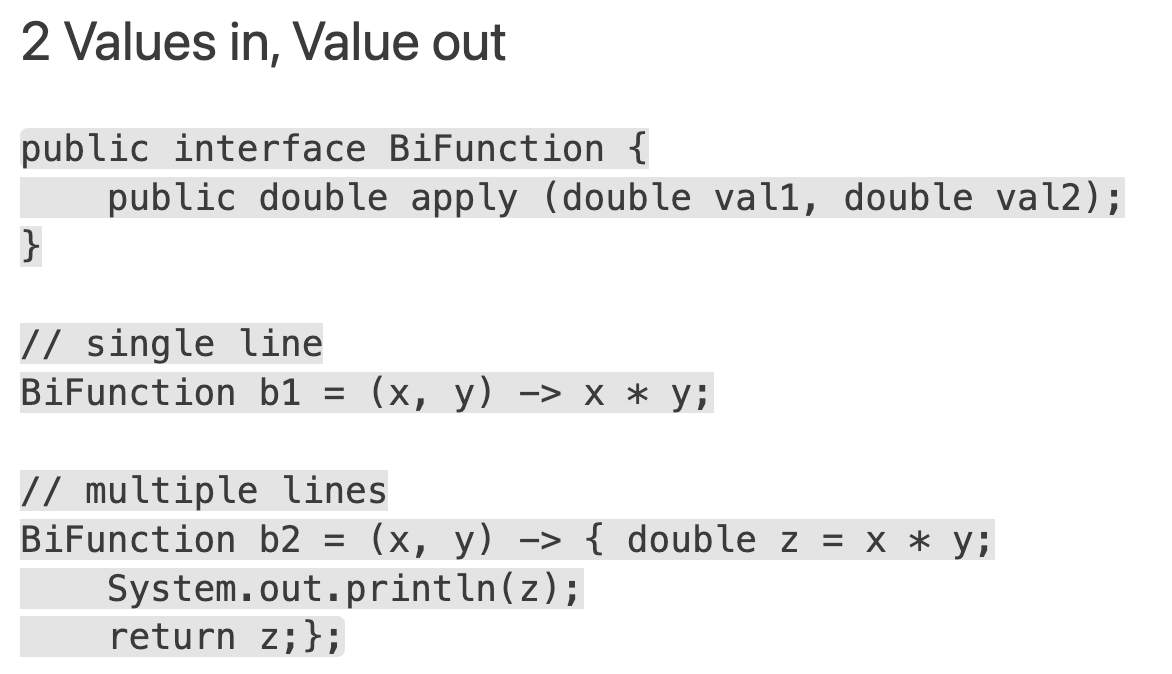 2 Values in, Value out
public interface BiFunction {
    public double apply (double val1, double val2);
}
// single line
BiFunction b1 = (x, y) -> x * y;
// multiple lines
BiFunction b2 = (x, y) -> { double z = x * y;
    System.out.println(z);
    return z;};